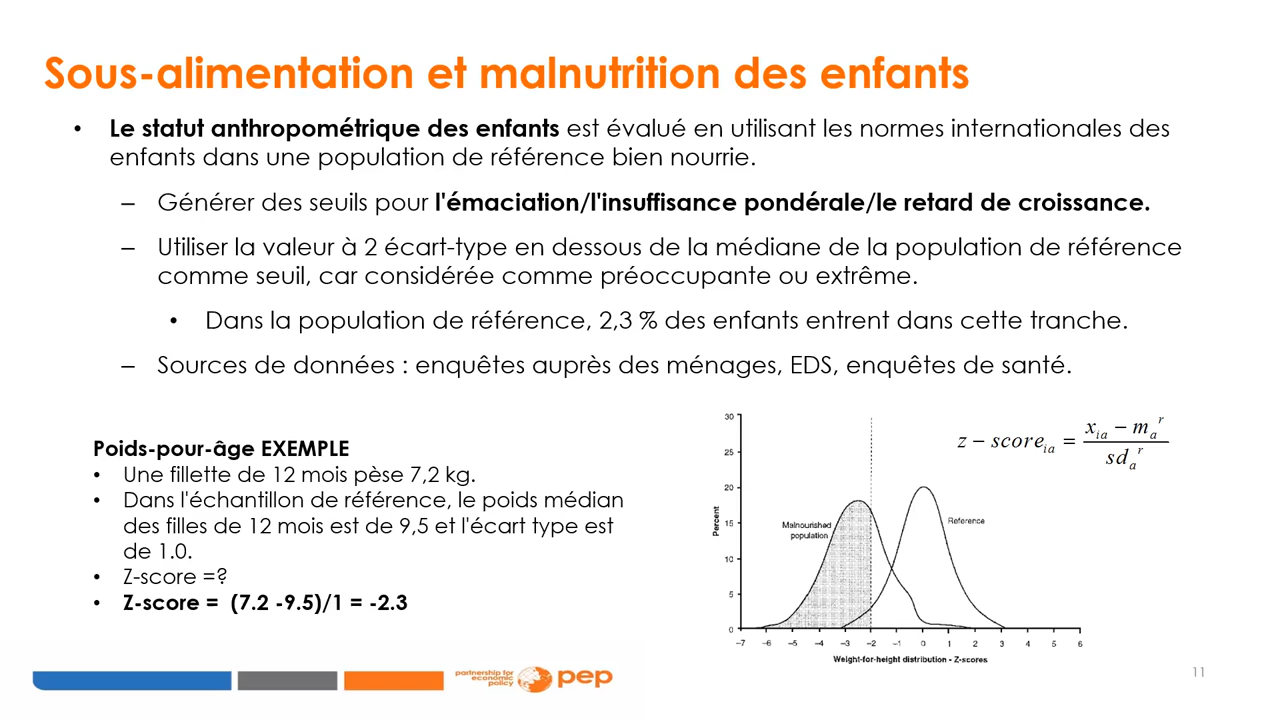 Sous-alimentation et malnutrition des enfants
• Le statut anthropométrique des enfants est évalué en utilisant les normes internationales des
enfants dans une population de référence bien nourrie.
– Générer des seuils pour l'émaciation/l'insuffisance pondérale/le retard de croissance.
– Utiliser la valeur à 2 écart-type en dessous de la médiane de la population de référence
comme seuil, car considérée comme préoccupante ou extrême.
• Dans la population de référence, 2,3 % des enfants entrent dans cette tranche.
– Sources de données : enquêtes auprès des ménages, EDS, enquêtes de santé.
Poids-pour-âge EXEMPLE
• Une fillette de 12 mois pèse 7,2 kg.
• Dans l'échantillon de référence, le poids médian
des filles de 12 mois est de 9,5 et l'écart type est
de 1.0.
• Z-score =?
• Z-score = (7.2 -9.5)/1 = -2.3
z − score_ia = (x_ia − m_a^r) / sd_a^r
30
25
20
15
10
5
0
Percent
Malnourished
population
Reference
−7 −6 −5 −4 −3 −2 −1 0 1 2 3 4 5 6
Weight-for-height distribution - Z-scores
partnership for
economic
policy
pep
11